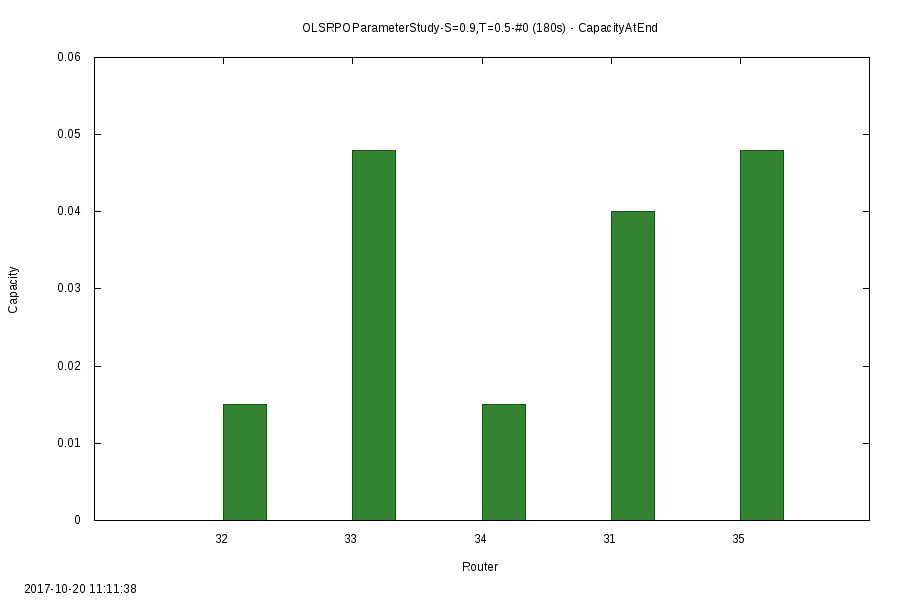 OLSRPOParameterStudy-S=0.9,T=0.5-#0 (180s) - CapacityAtEnd
0.06
0.05
0.04
0.03
0.02
0.01
0
Capacity
32 33 34 31 35
Router
2017-10-20 11:11:38